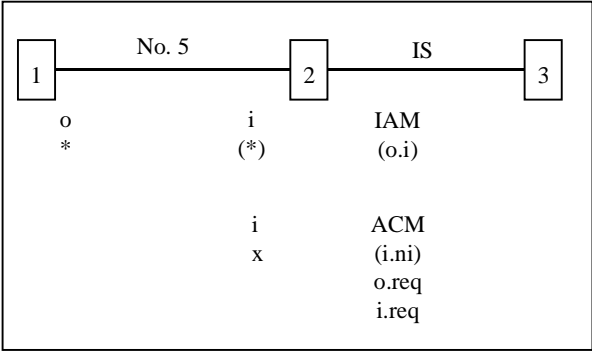 No. 5 IS
1 2 3
o i IAM
* (*) (o.i)
i ACM
x (i.ni)
o.req
i.req